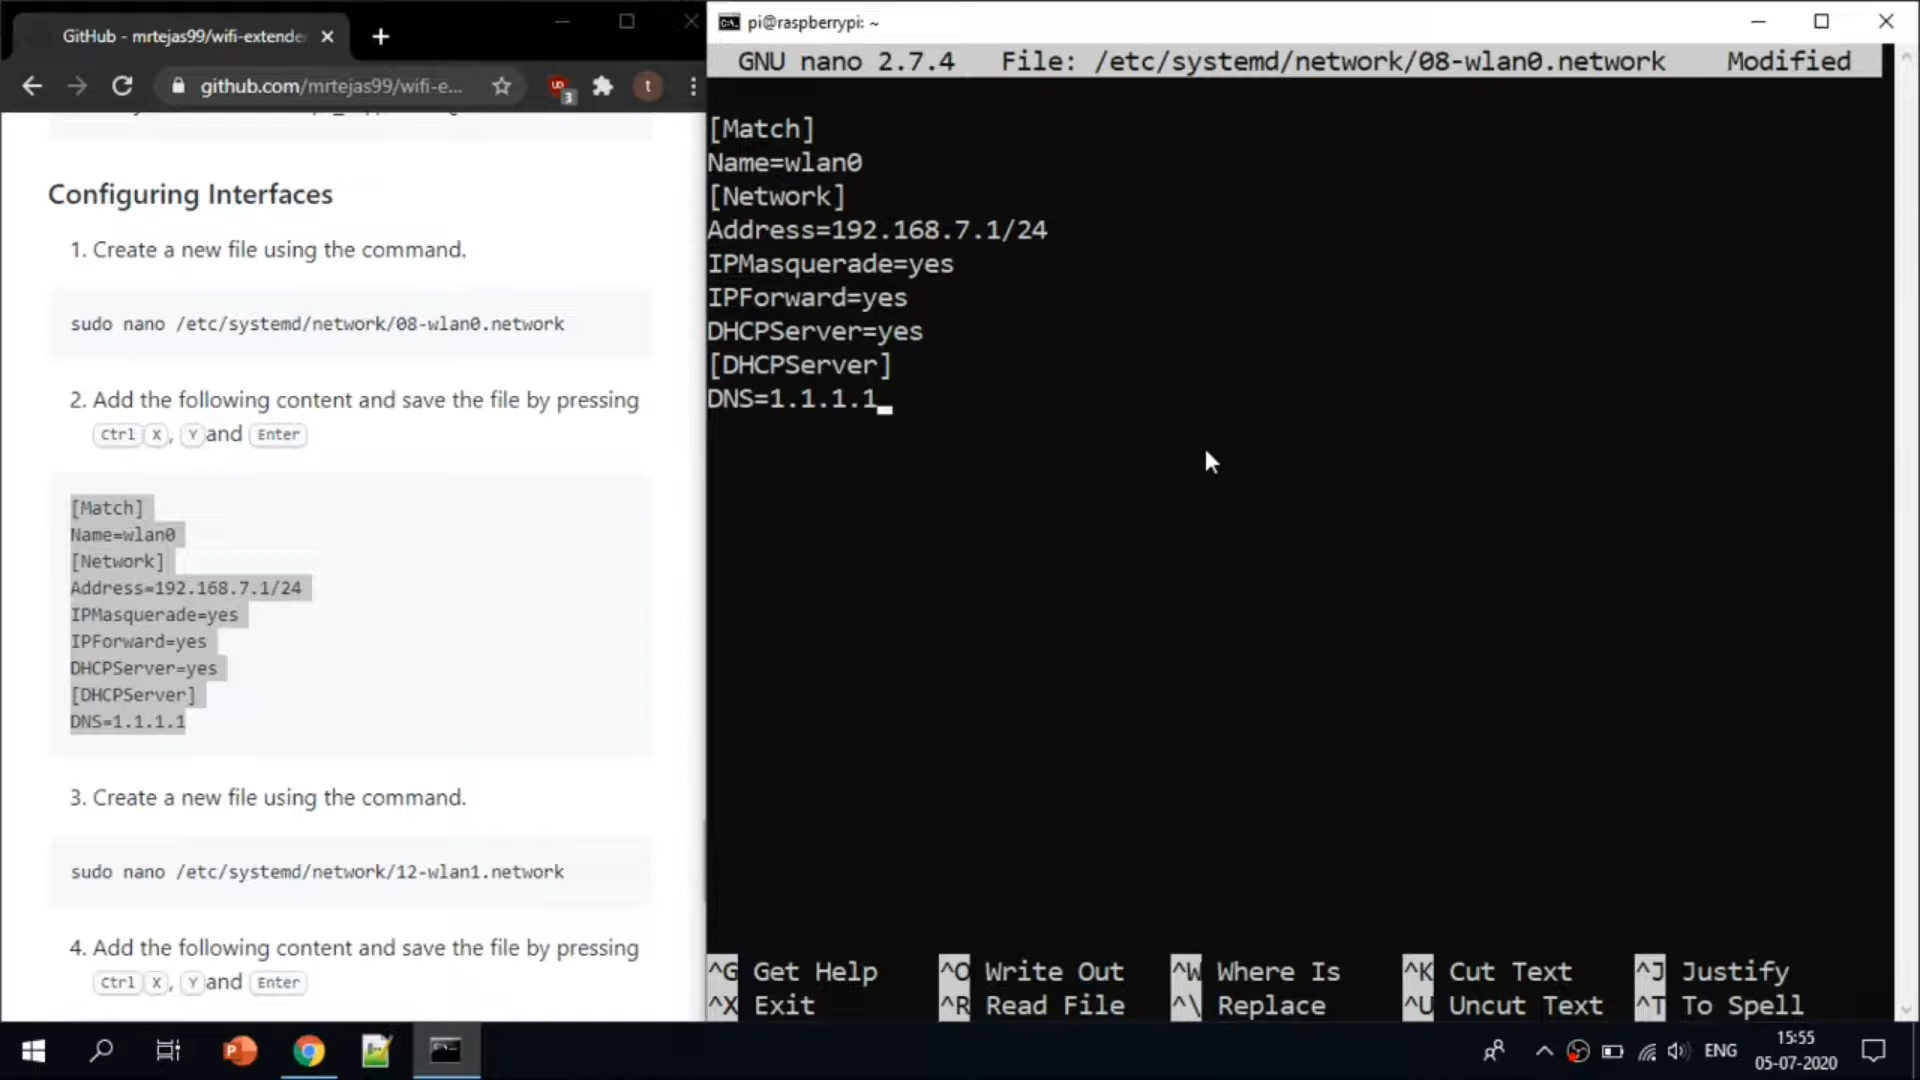 GitHub - mrtejas99/wifi-extende
github.com/mrtejas99/wifi-e...
3
t
Configuring Interfaces
1. Create a new file using the command.
sudo nano /etc/systemd/network/08-wlan0.network
2. Add the following content and save the file by pressing
Ctrl X, Y and Enter
[Match]
Name=wlan0
[Network]
Address=192.168.7.1/24
IPMasquerade=yes
IPForward=yes
DHCPServer=yes
[DHCPServer]
DNS=1.1.1.1
3. Create a new file using the command.
sudo nano /etc/systemd/network/12-wlan1.network
4. Add the following content and save the file by pressing
Ctrl X, Y and Enter
pi@raspberrypi: ~
GNU nano 2.7.4 File: /etc/systemd/network/08-wlan0.network Modified
[Match]
Name=wlan0
[Network]
Address=192.168.7.1/24
IPMasquerade=yes
IPForward=yes
DHCPServer=yes
[DHCPServer]
DNS=1.1.1.1
^G Get Help ^O Write Out ^W Where Is ^K Cut Text ^J Justify
^X Exit ^R Read File ^\ Replace ^U Uncut Text ^T To Spell
ENG
15:55
05-07-2020